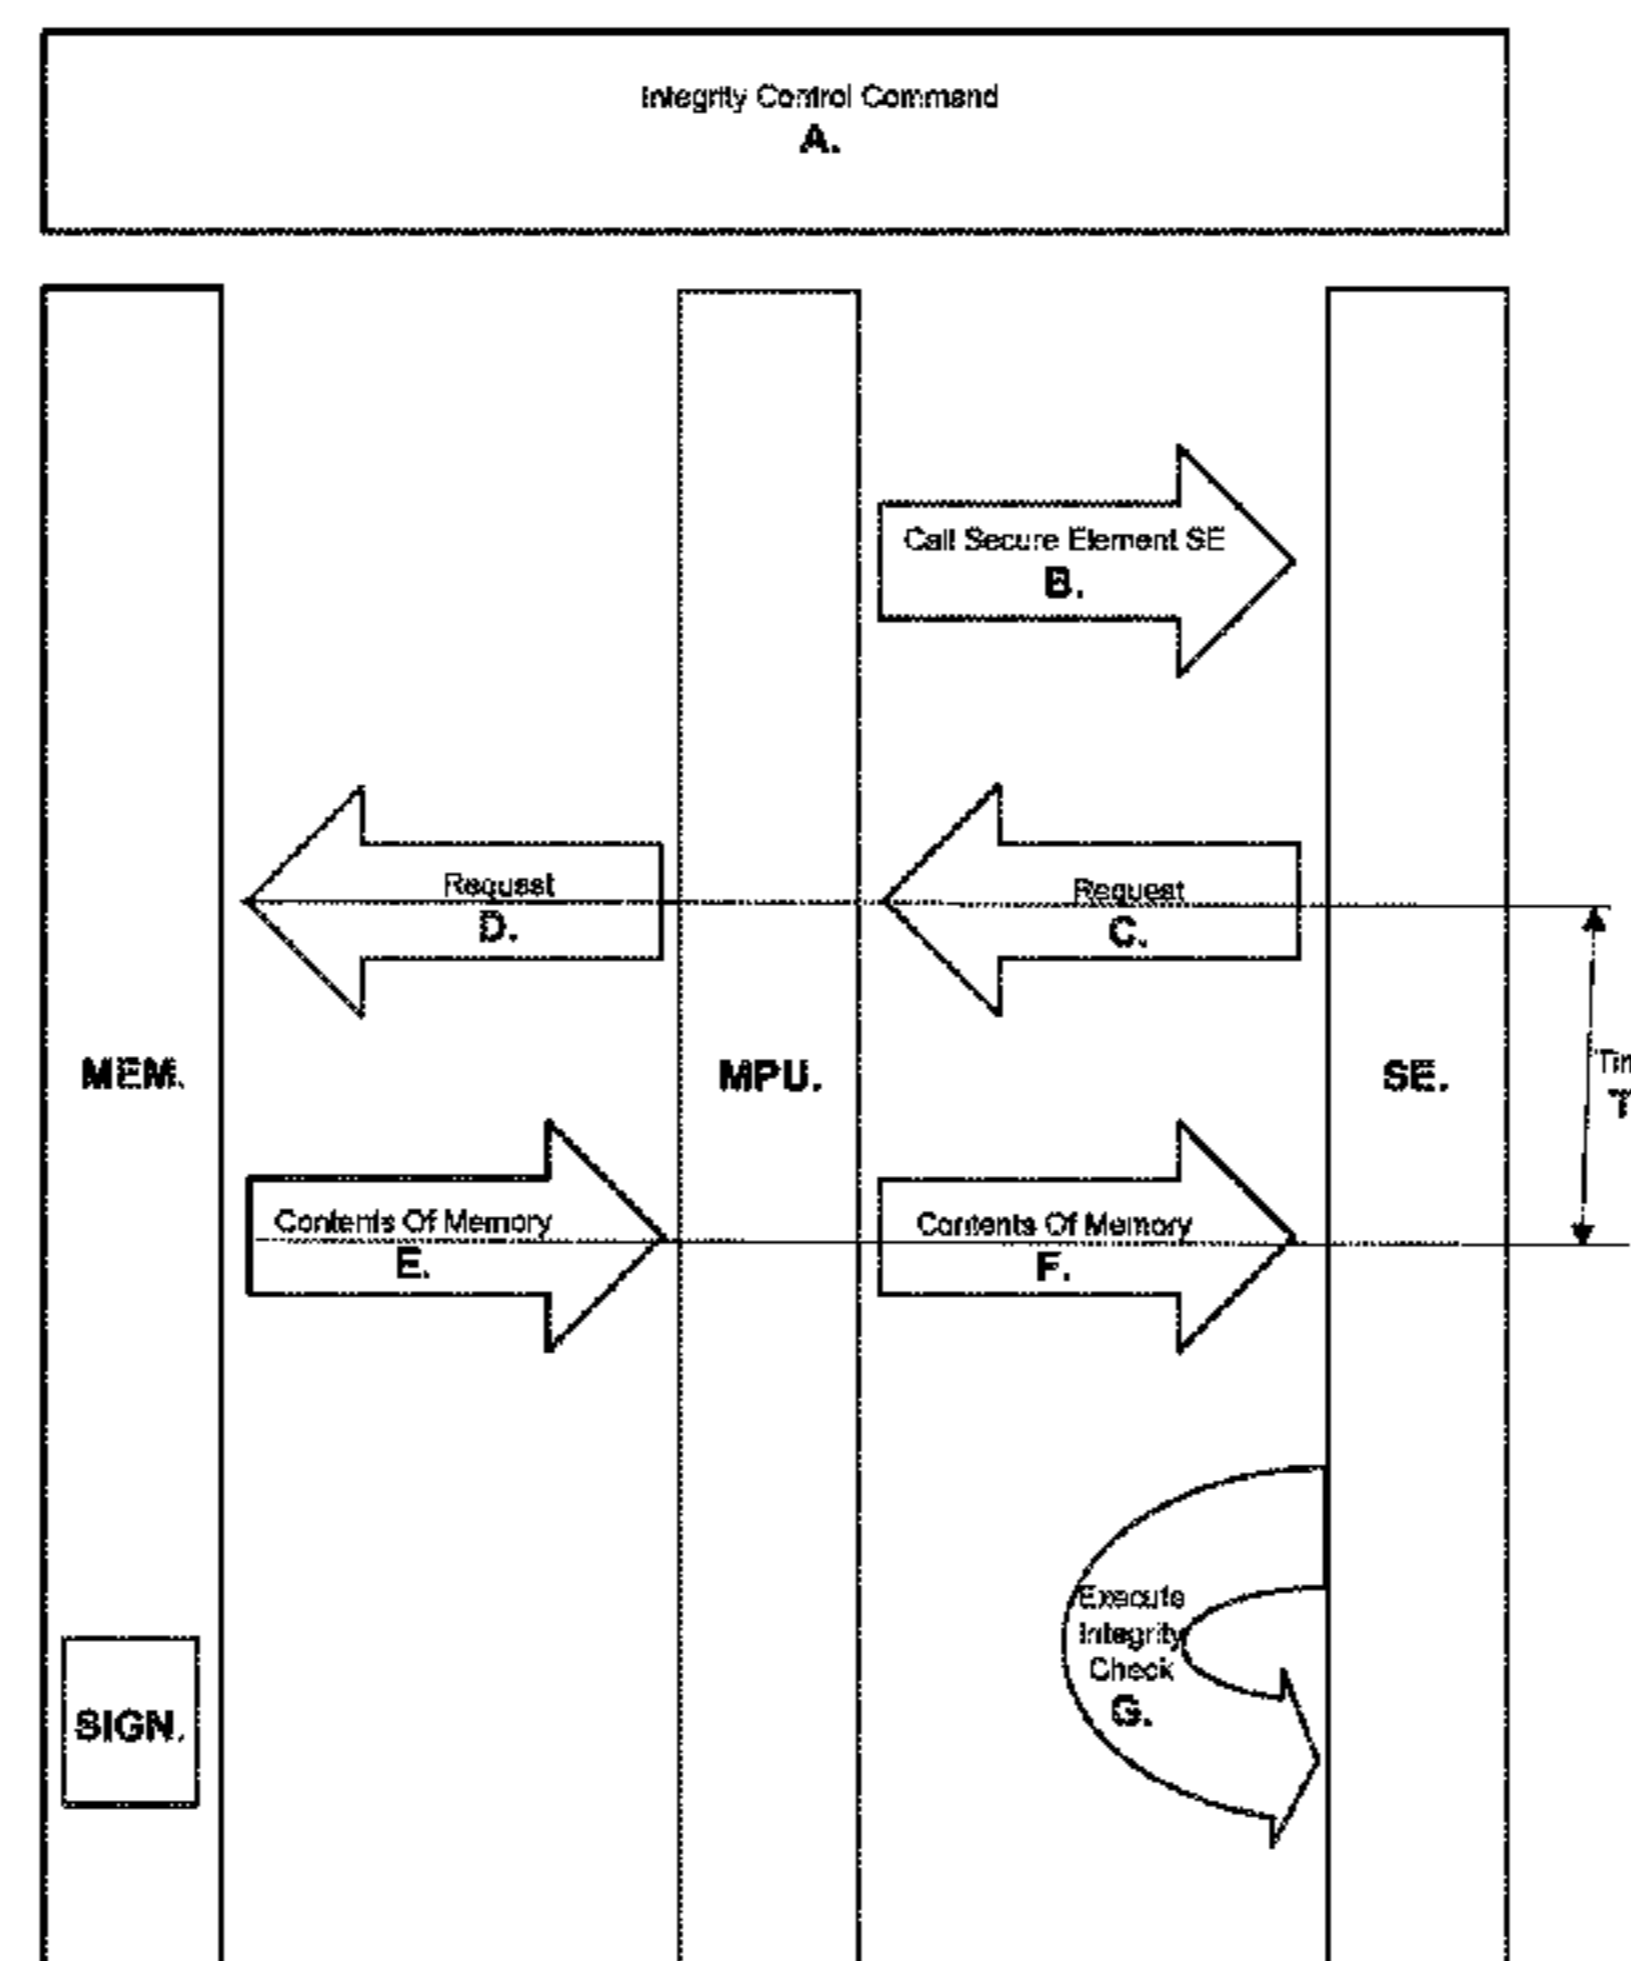 Integrity Control Command
A.
Call Secure Element SE
B.
Request
D.
Request
C.
MEM.
MPU.
SE.
Contents Of Memory
E.
Contents Of Memory
F.
Execute
Integrity
Check
G.
SIGN.